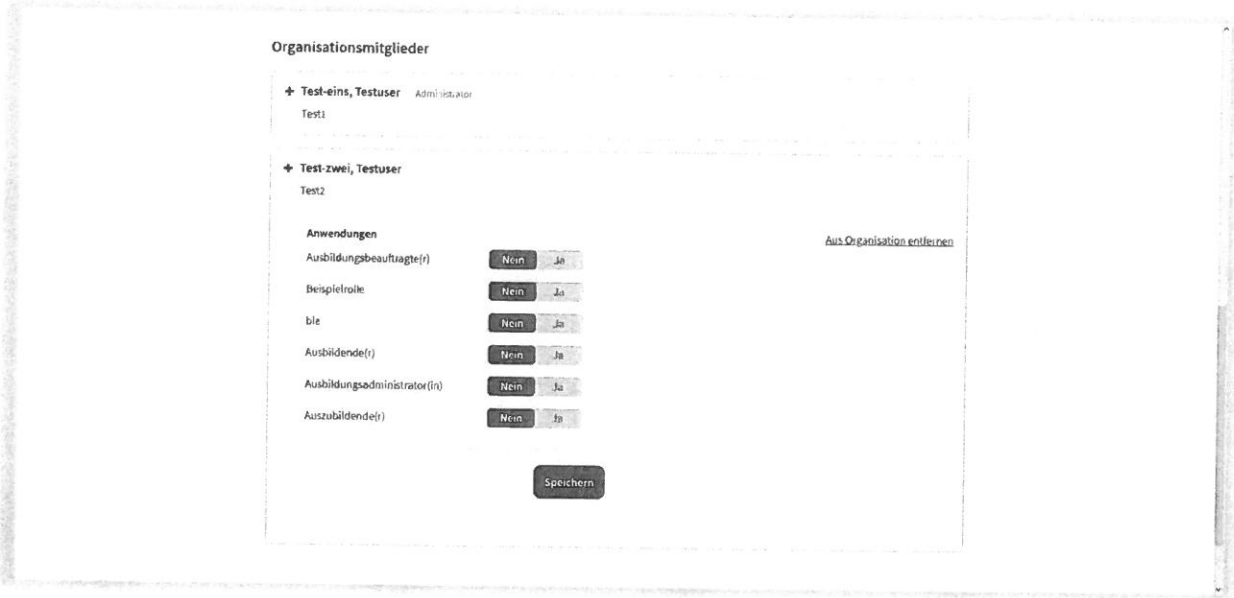 Organisationsmitglieder
+ Test-eins, Testuser Administrator
Test1
+ Test-zwei, Testuser
Test2
Anwendungen
Aus Organisation entfernen
Ausbildungsbeauftragte(r) Nein Ja
Beispielrolle Nein Ja
ble Nein Ja
Ausbildende(r) Nein Ja
Ausbildungsadministrator(in) Nein Ja
Auszubildende(r) Nein Ja
Speichern